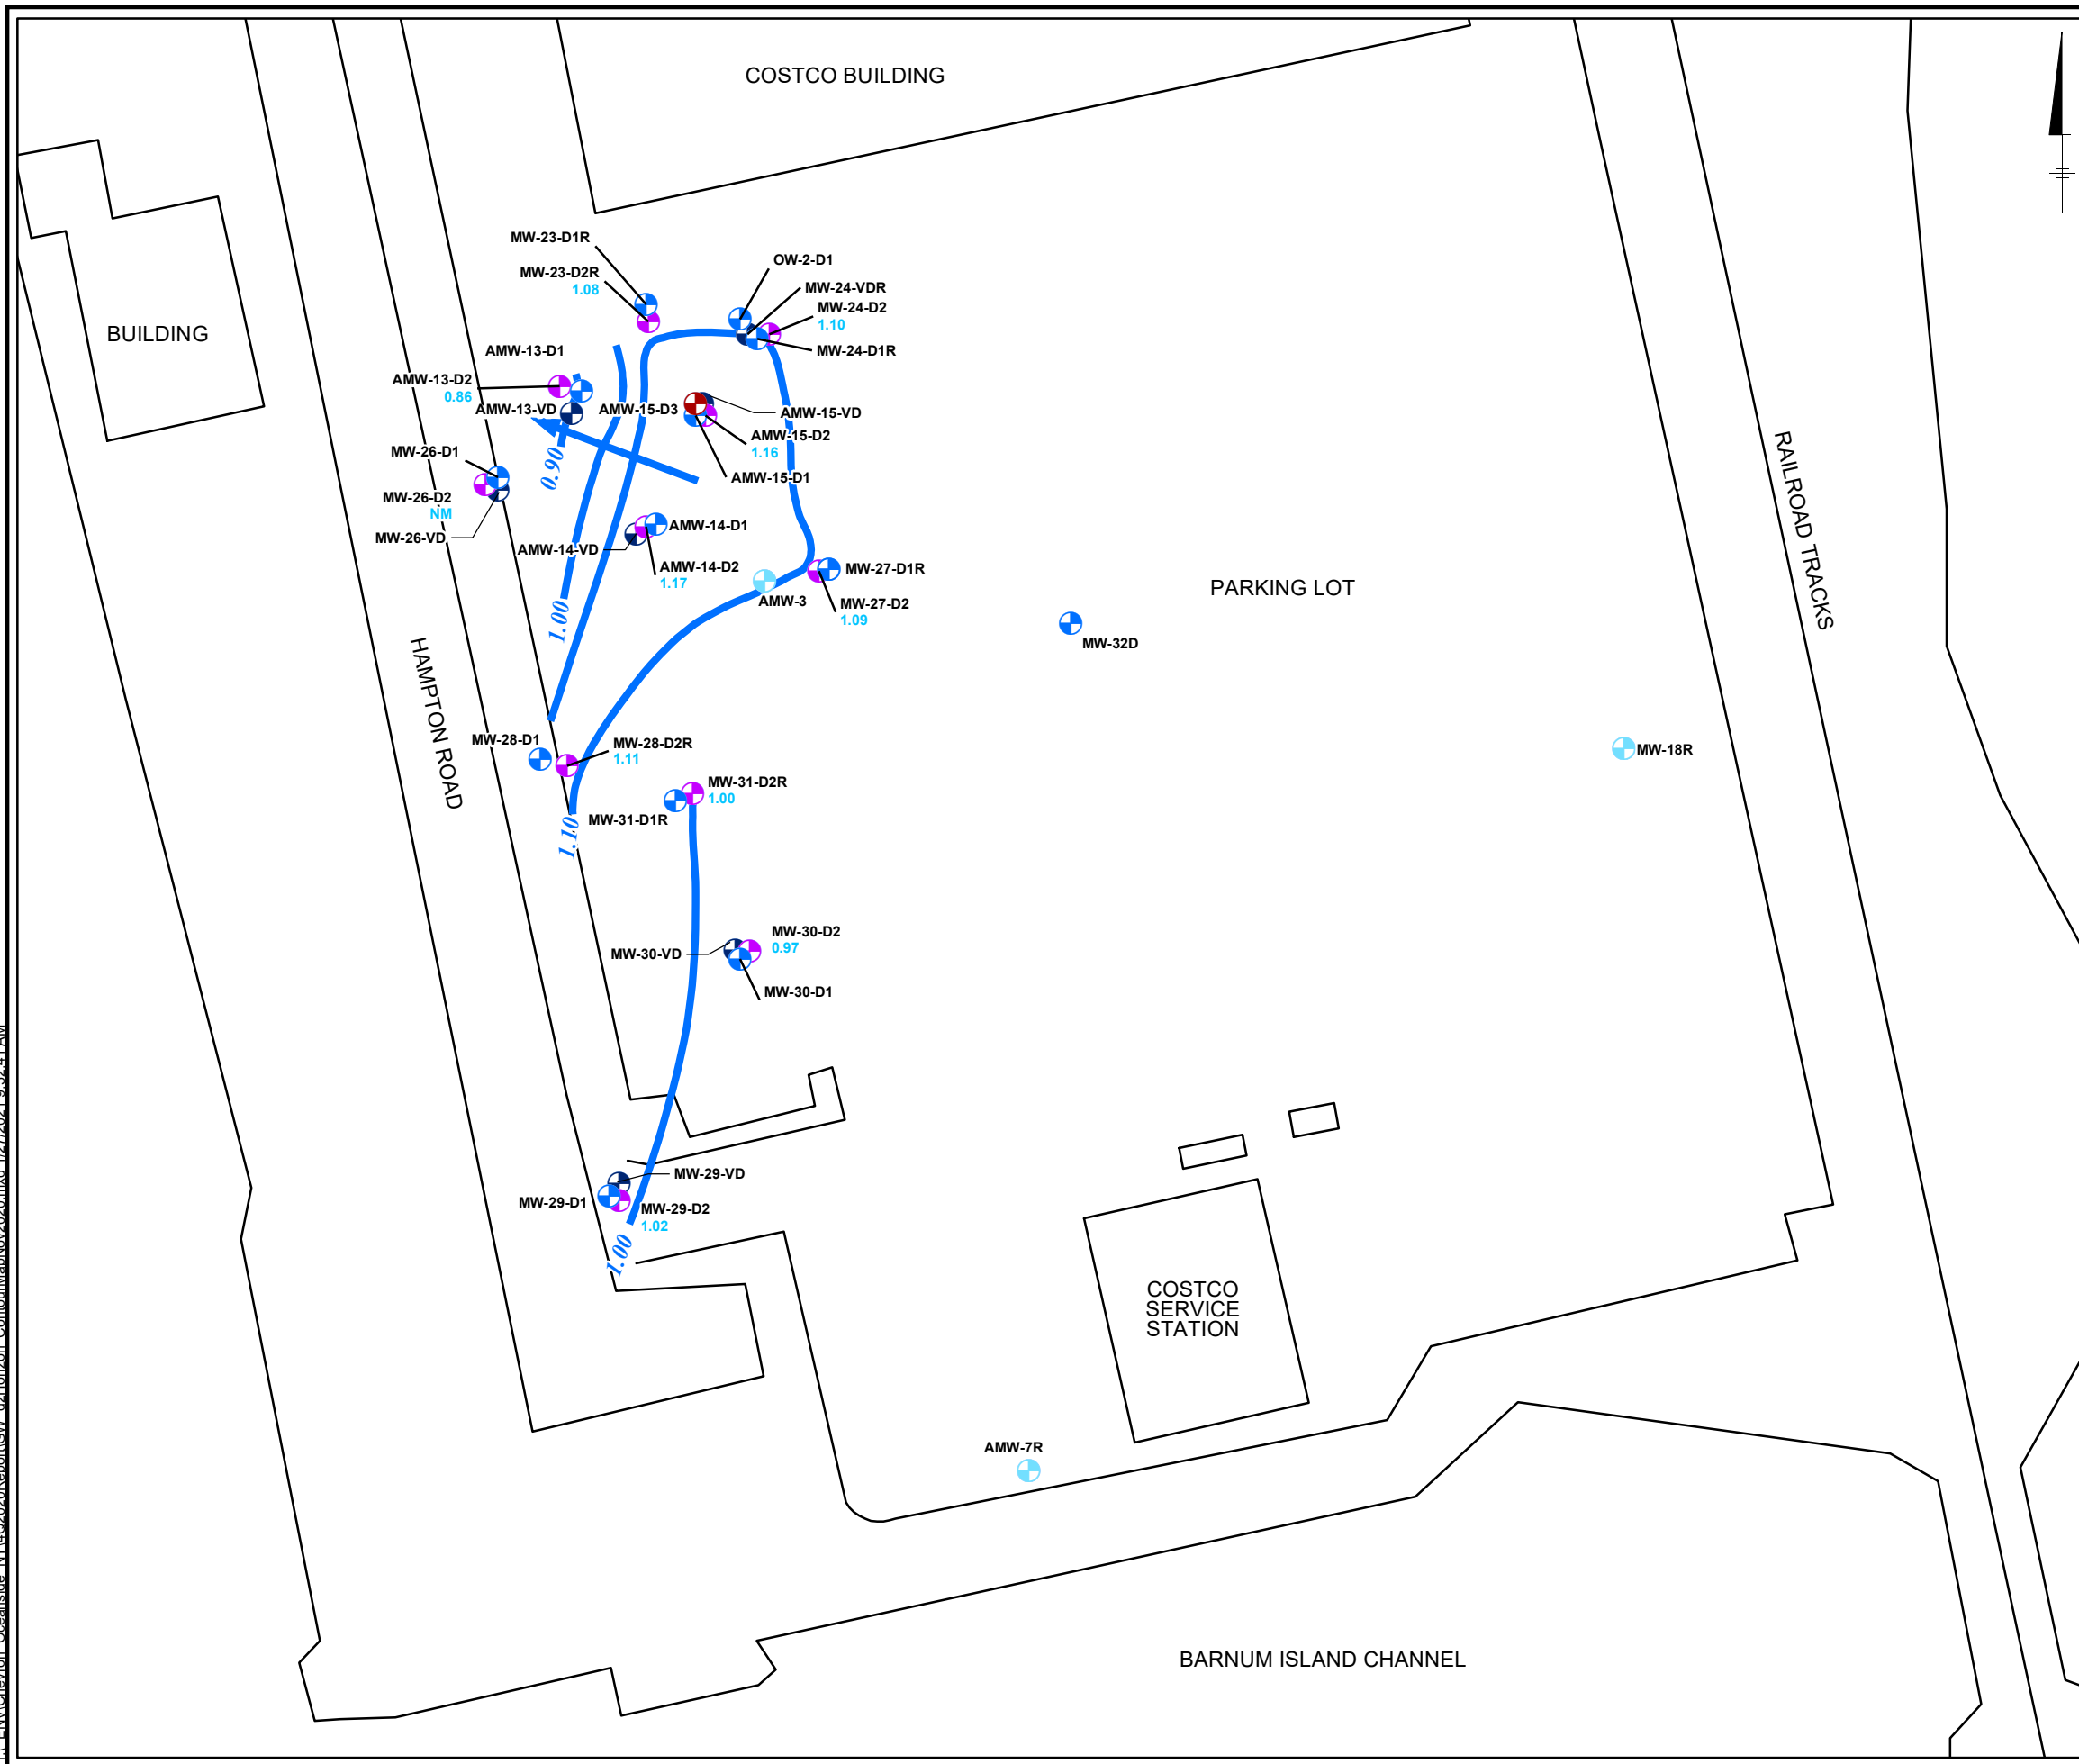 COSTCO BUILDING
MW-23-D1R
OW-2-D1
MW-23-D2R
1.08
MW-24-VDR
MW-24-D2
1.10
BUILDING
AMW-13-D1
MW-24-D1R
AMW-13-D2
0.86
AMW-13-VD
AMW-15-D3
AMW-15-VD
AMW-15-D2
1.16
MW-26-D1
0.90
AMW-15-D1
MW-26-D2
NM
MW-26-VD
AMW-14-D1
AMW-14-VD
AMW-14-D2
1.17
MW-27-D1R
AMW-3
MW-27-D2
1.09
PARKING LOT
RAILROAD TRACKS
1.00
MW-32D
HAMPTON ROAD
MW-28-D1
MW-28-D2R
1.11
MW-18R
MW-31-D2R
1.00
MW-31-D1R
1.10
MW-30-D2
0.97
MW-30-VD
MW-30-D1
MW-29-VD
MW-29-D1
MW-29-D2
1.02
1.00
COSTCO
SERVICE
STATION
AMW-7R
BARNUM ISLAND CHANNEL